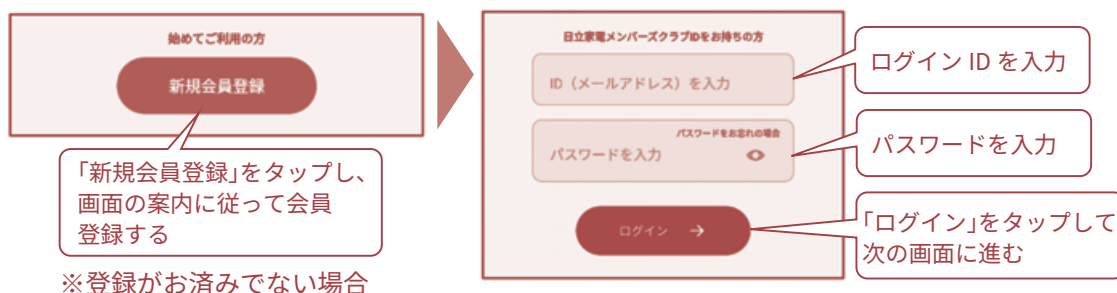 始めてご利用の方
新規会員登録
「新規会員登録」をタップし、
画面の案内に従って会員
登録する
※登録がお済みでない場合
日立家電メンバーズクラブIDをお持ちの方
ID（メールアドレス）を入力
パスワードをお忘れの場合
パスワードを入力
ログイン →
ログイン ID を入力
パスワードを入力
「ログイン」をタップして
次の画面に進む